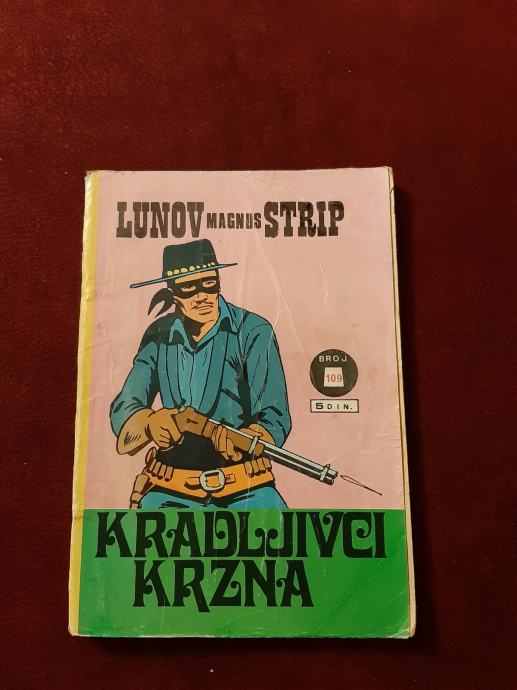 LUNOV MAGNUS STRIP
BROJ
109
5 DIN.
KRADLJIVCI
KRZNA